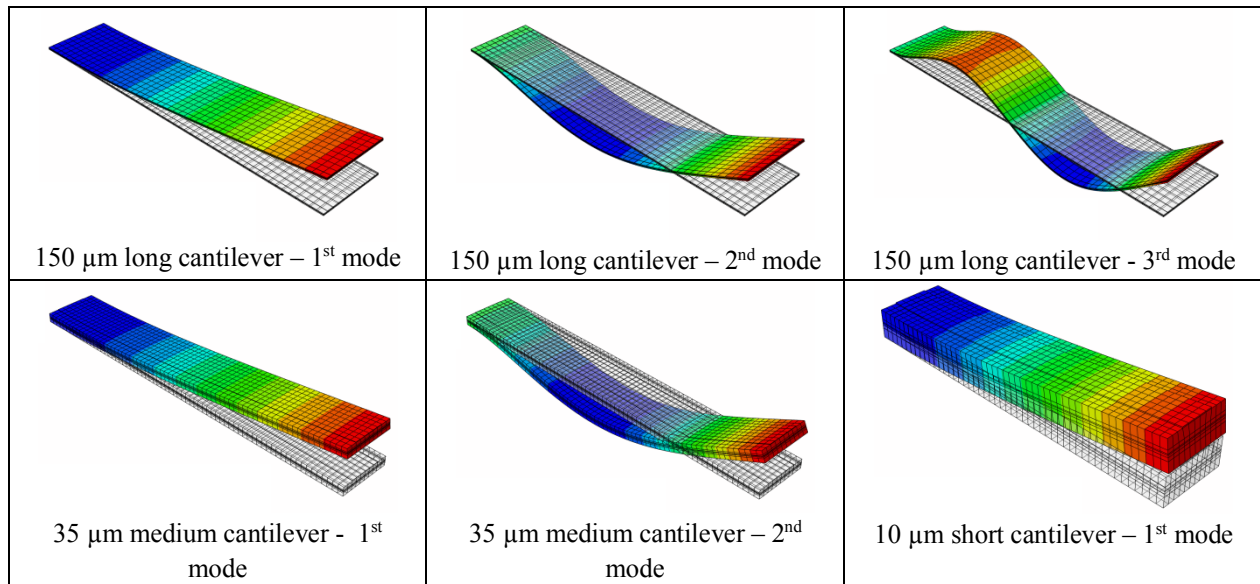 150 µm long cantilever – 1st mode
150 µm long cantilever – 2nd mode
150 µm long cantilever - 3rd mode
35 µm medium cantilever -  1st
mode
35 µm medium cantilever – 2nd
mode
10 µm short cantilever – 1st mode